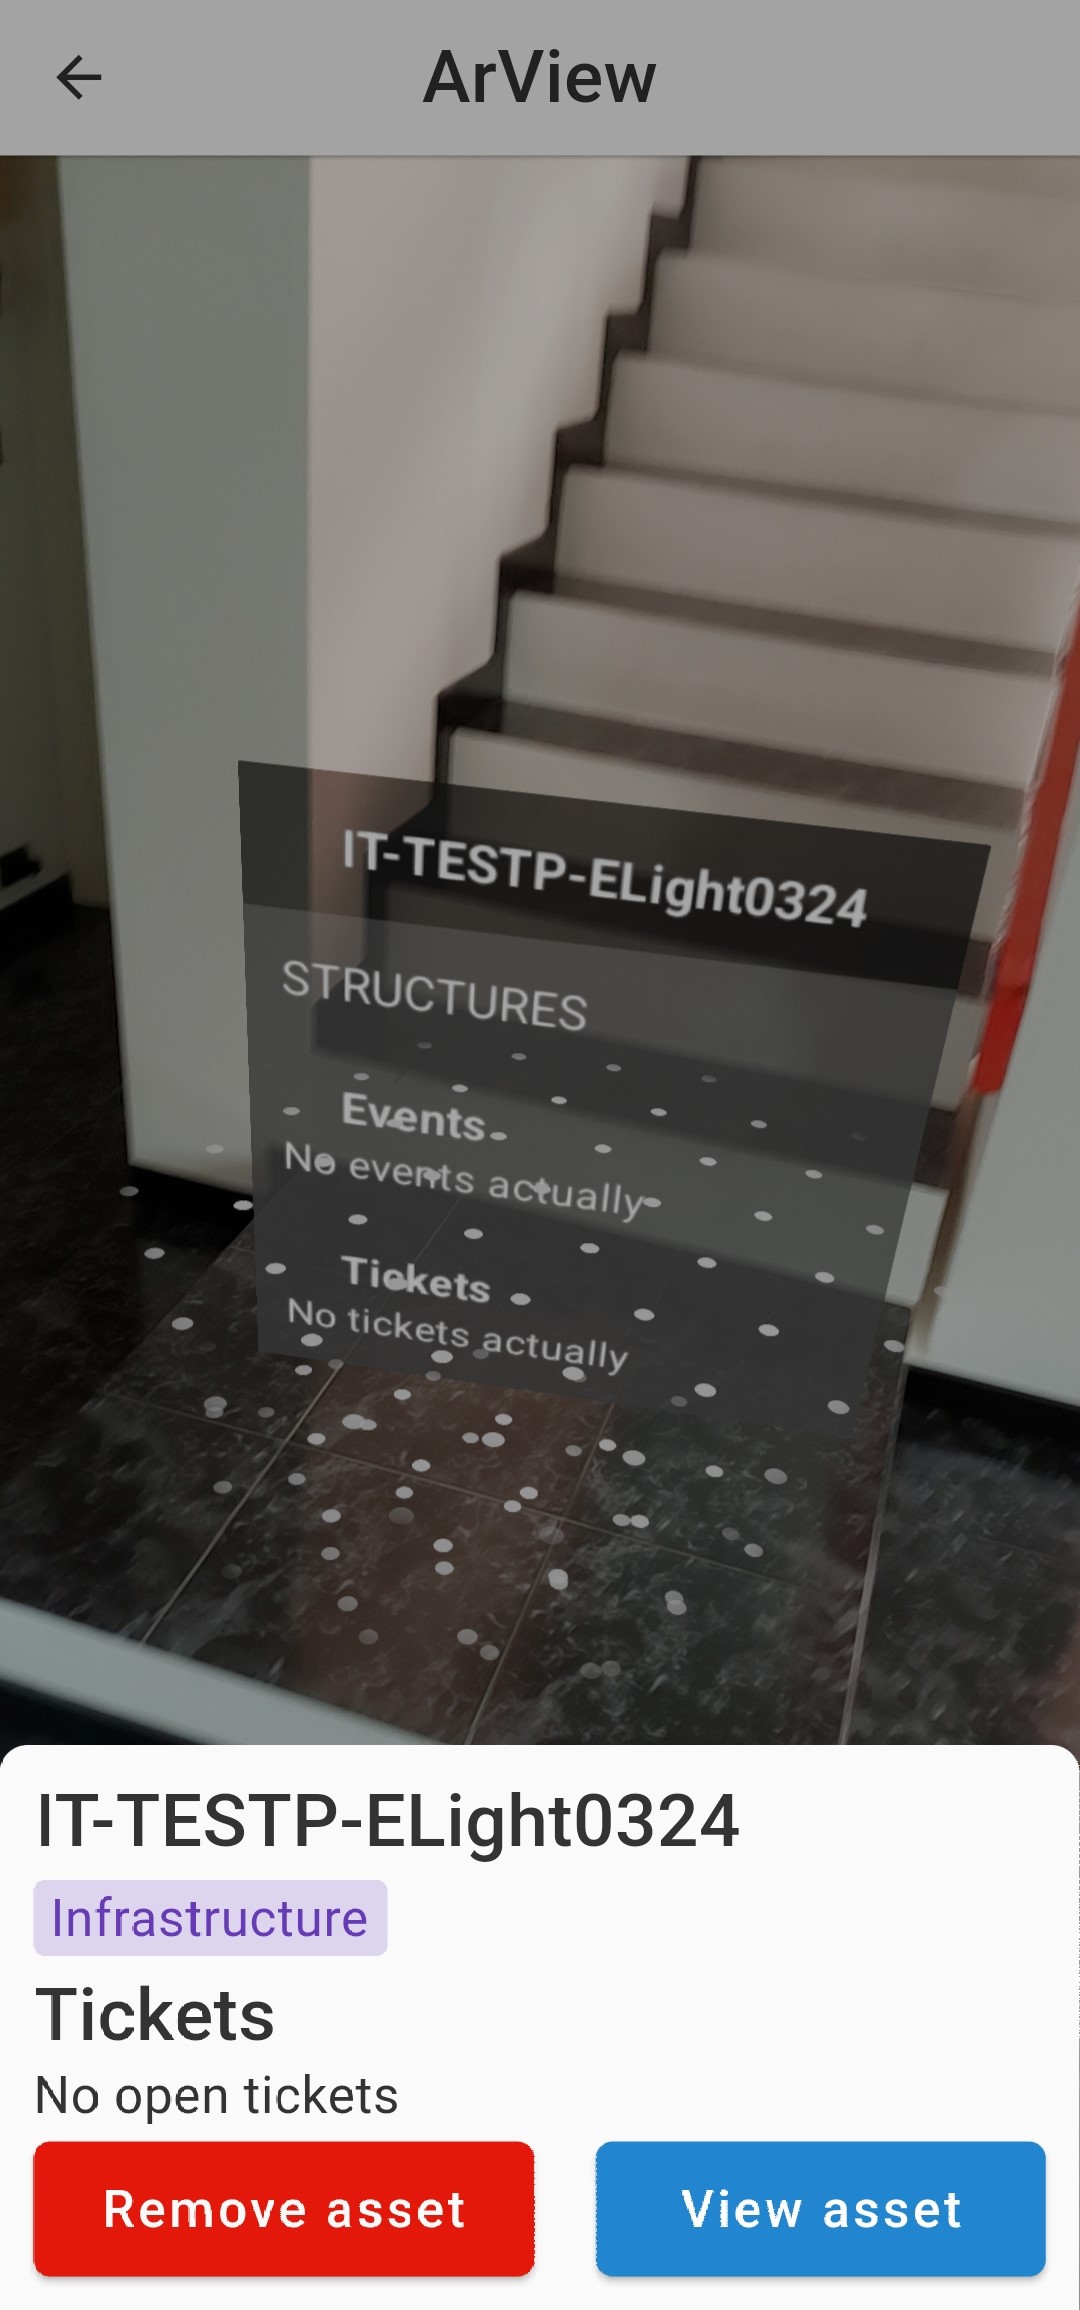 ArView
IT-TESTP-ELight0324
STRUCTURES
Events
No events actually
Tickets
No tickets actually
IT-TESTP-ELight0324
Infrastructure
Tickets
No open tickets
Remove asset
View asset